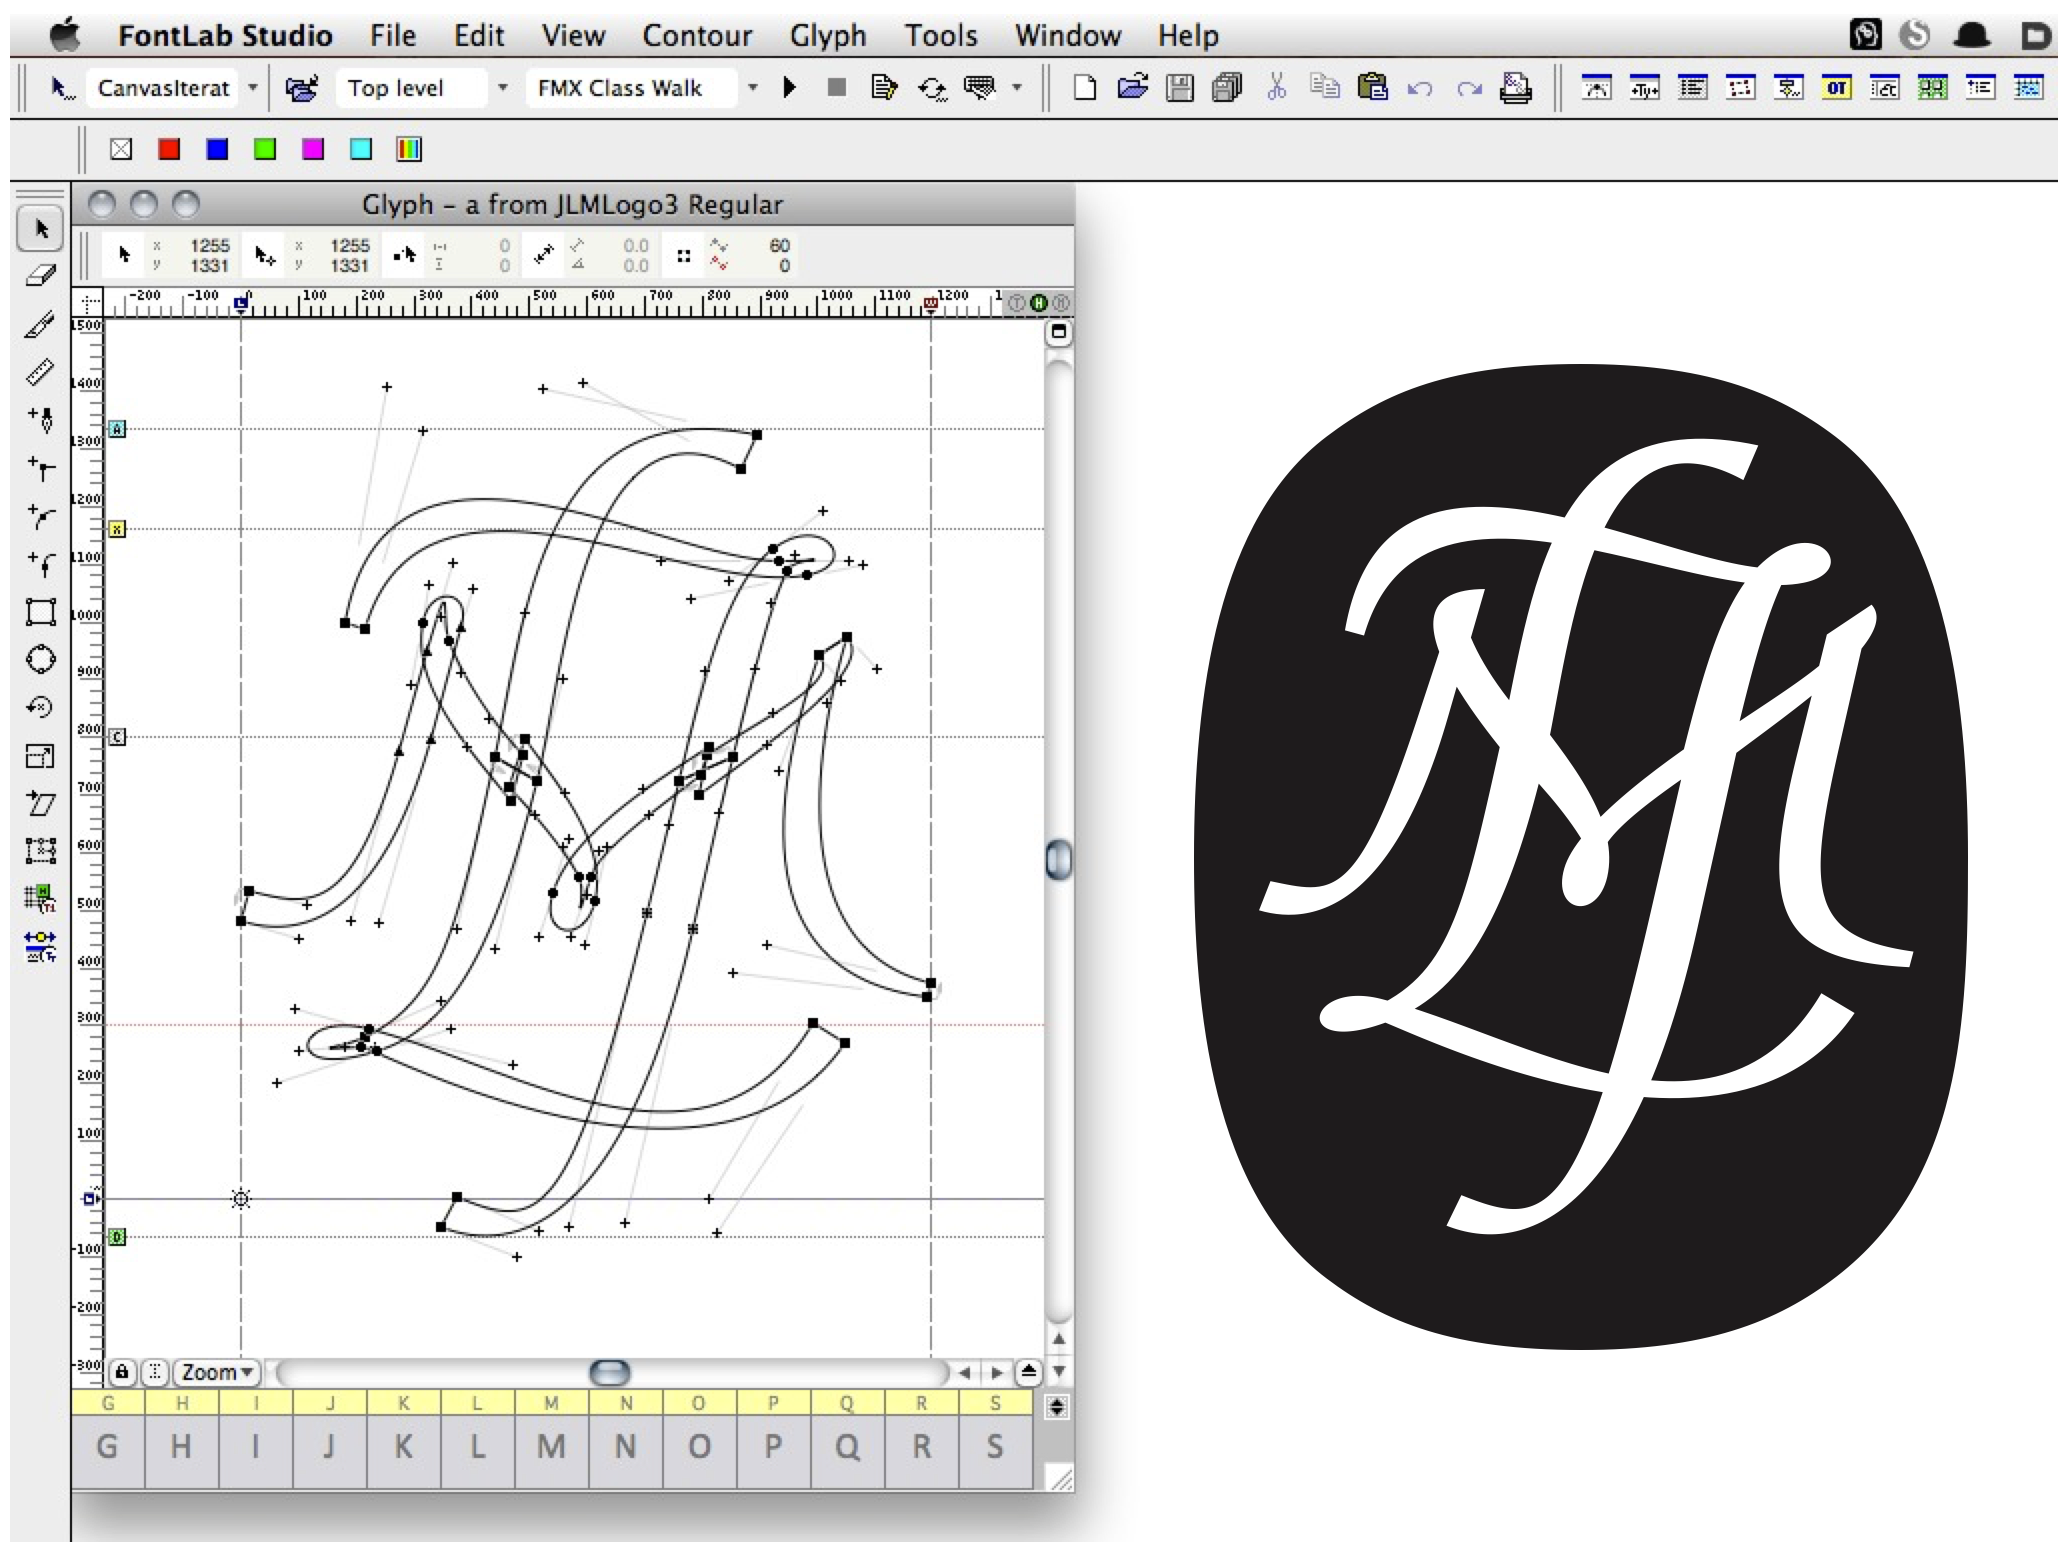 FontLab Studio File Edit View Contour Glyph Tools Window Help
CanvasIterat Top level FMX Class Walk
OT
Glyph – a from JLMLogo3 Regular
x 1255 x 1255 0 0.0 60
y 1331 y 1331 0 0.0 0
-200 -100 0 100 200 300 400 500 600 700 800 900 1000 1100 1200 1
1500
1400
A
1300
1200
x
1100
1000
900
800
C
700
600
500
400
300
200
100
D
-100
-200
-300
Zoom
G H I J K L M N O P Q R S
G H I J K L M N O P Q R S
JLM